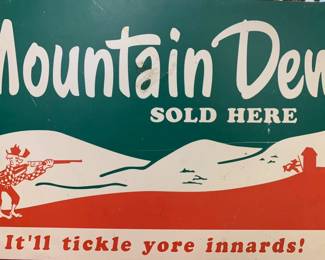 Mountain Dew
SOLD HERE
It'll tickle yore innards!